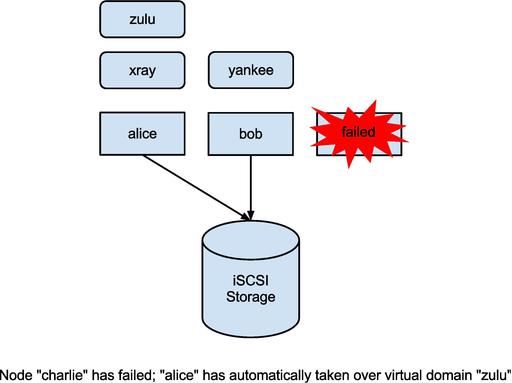 zulu
xray yankee
alice bob failed
iSCSI
Storage
Node "charlie" has failed; "alice" has automatically taken over virtual domain "zulu"